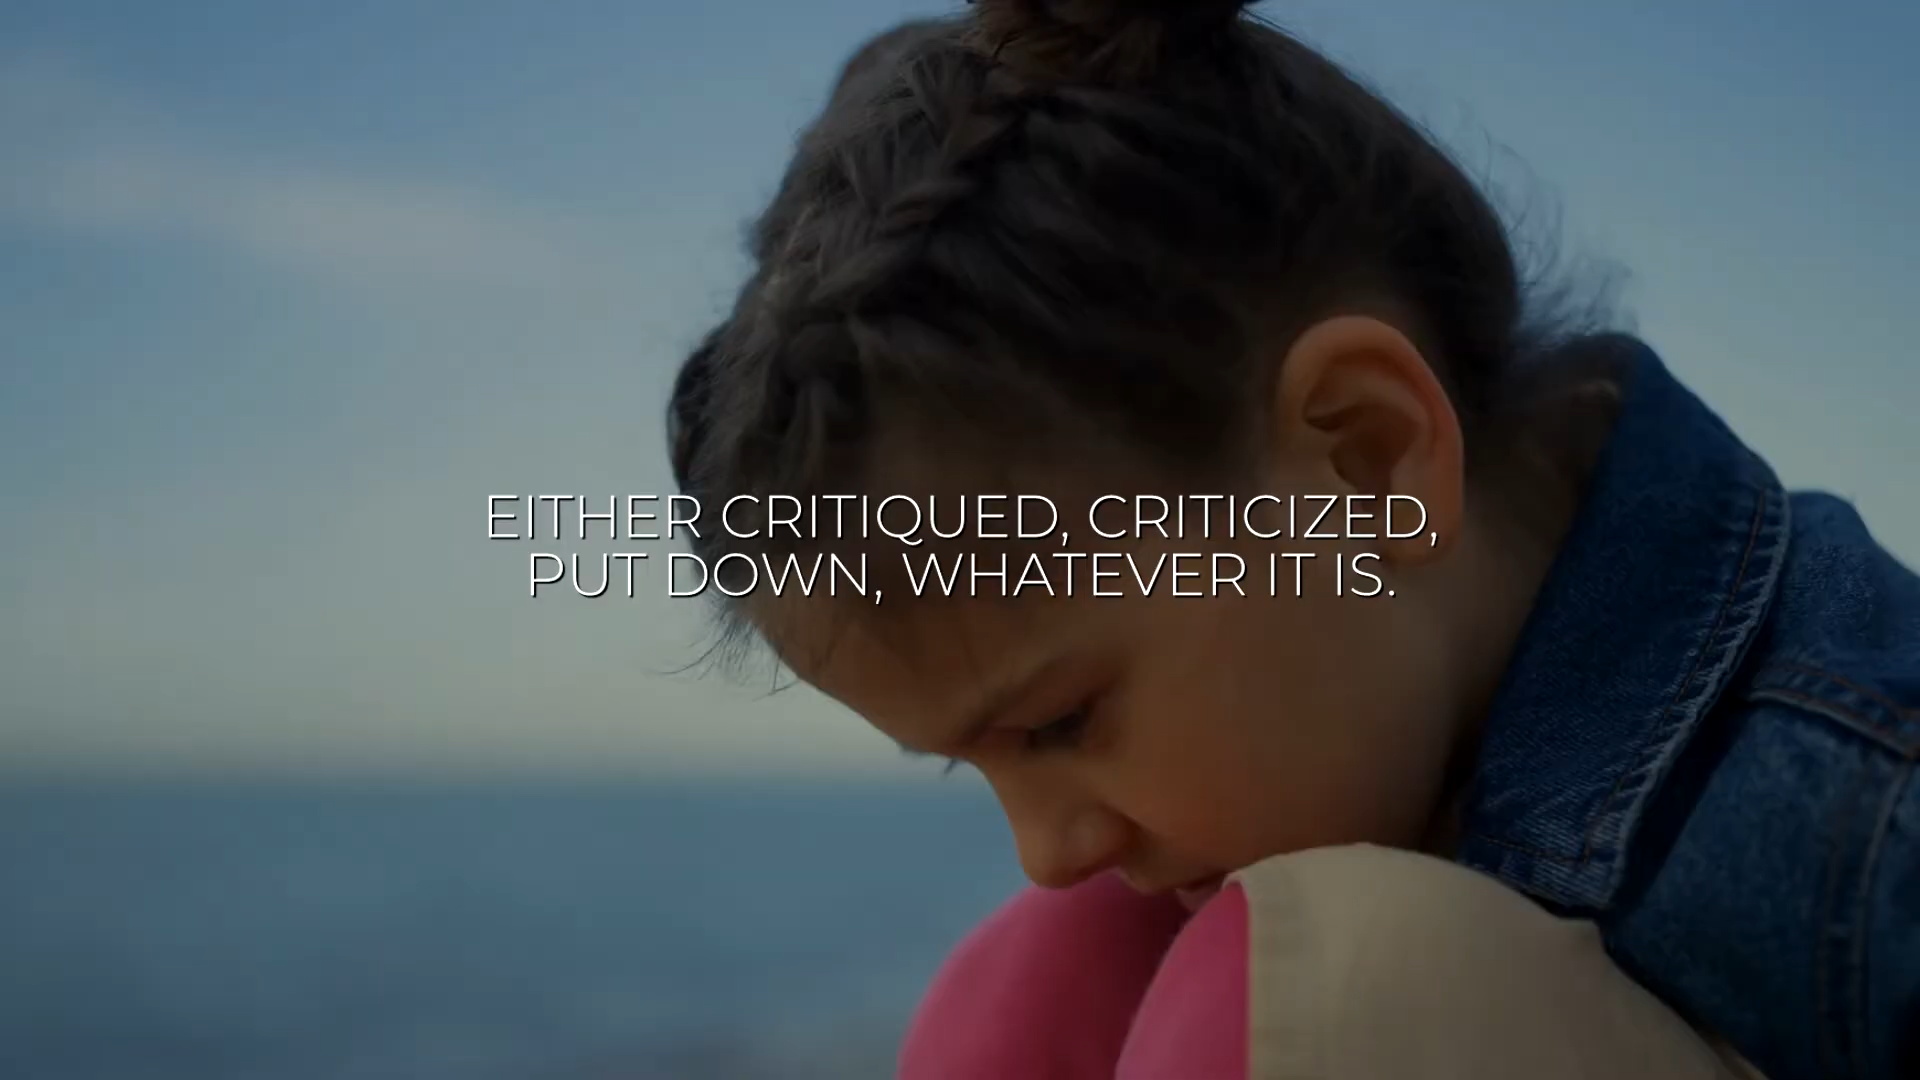 EITHER CRITIQUED, CRITICIZED,
PUT DOWN, WHATEVER IT IS.